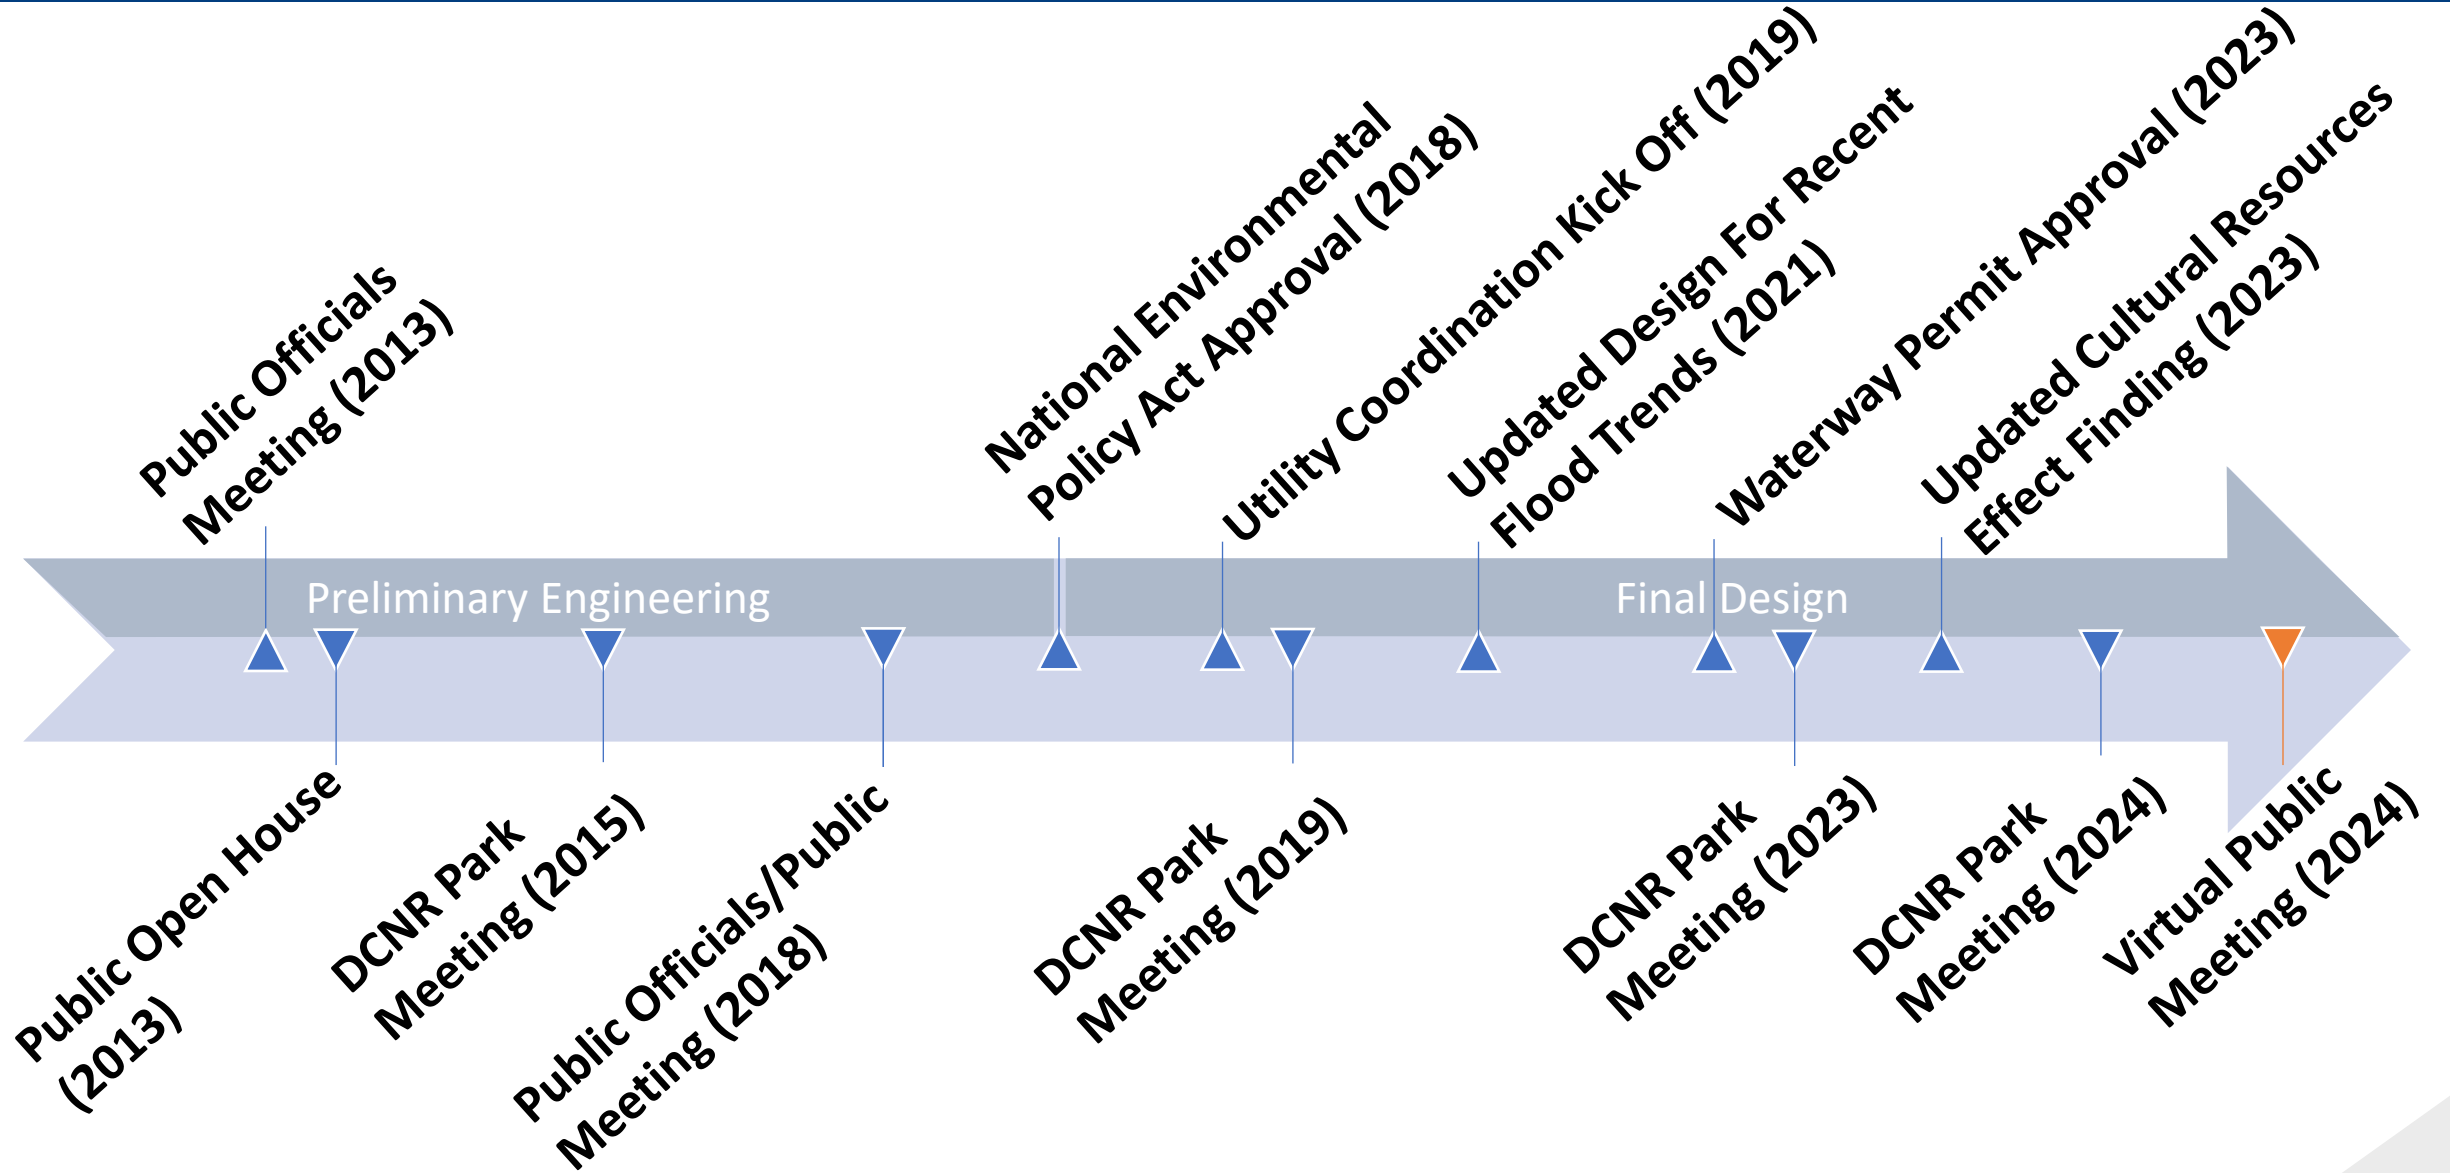 Public Officials
Meeting (2013)
National Environmental
Policy Act Approval (2018)
Utility Coordination Kick Off (2019)
Updated Design For Recent
Flood Trends (2021)
Waterway Permit Approval (2023)
Updated Cultural Resources
Effect Finding (2023)
Preliminary Engineering
Final Design
Public Open House
(2013)
DCNR Park
Meeting (2015)
Public Officials/Public
Meeting (2018)
DCNR Park
Meeting (2019)
DCNR Park
Meeting (2023)
DCNR Park
Meeting (2024)
Virtual Public
Meeting (2024)